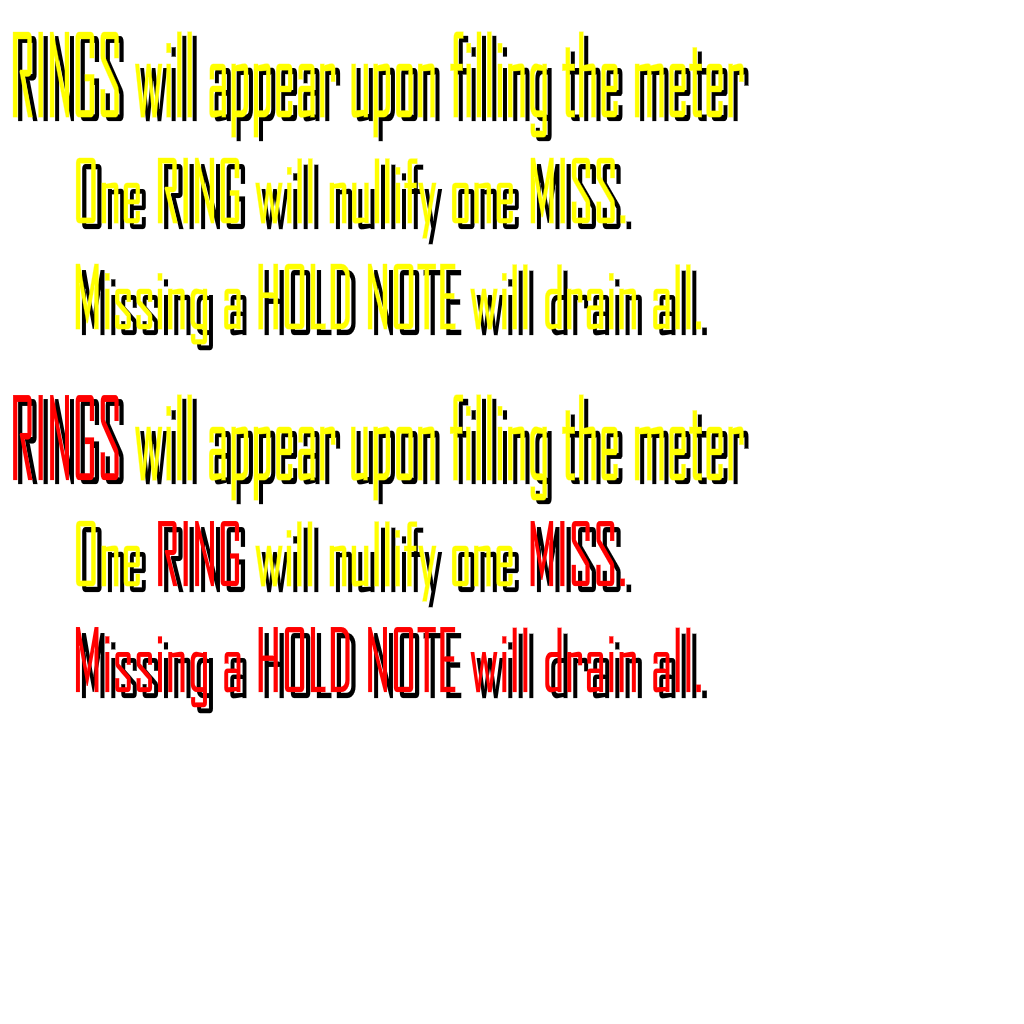 RINGS will appear upon filling the meter
One RING will nullify one MISS.
Missing a HOLD NOTE will drain all.
RINGS will appear upon filling the meter
One RING will nullify one MISS.
Missing a HOLD NOTE will drain all.